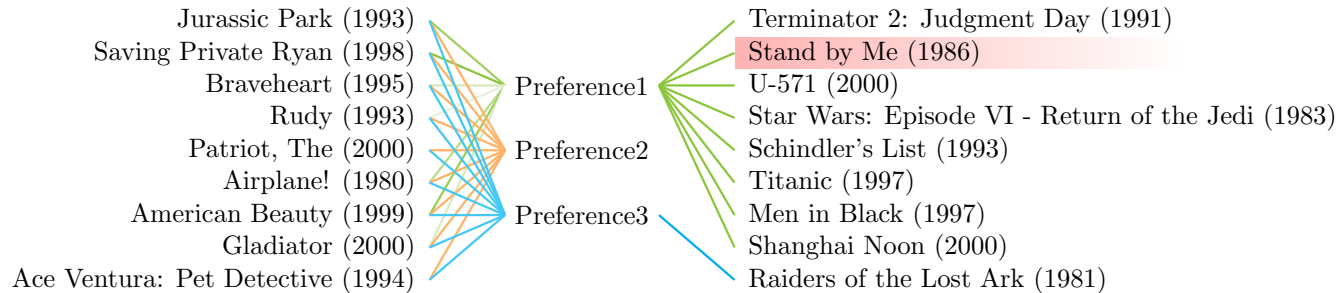 Jurassic Park (1993)
Saving Private Ryan (1998)
Braveheart (1995)
Rudy (1993)
Patriot, The (2000)
Airplane! (1980)
American Beauty (1999)
Gladiator (2000)
Ace Ventura: Pet Detective (1994)
Preference1
Preference2
Preference3
Terminator 2: Judgment Day (1991)
Stand by Me (1986)
U-571 (2000)
Star Wars: Episode VI - Return of the Jedi (1983)
Schindler's List (1993)
Titanic (1997)
Men in Black (1997)
Shanghai Noon (2000)
Raiders of the Lost Ark (1981)